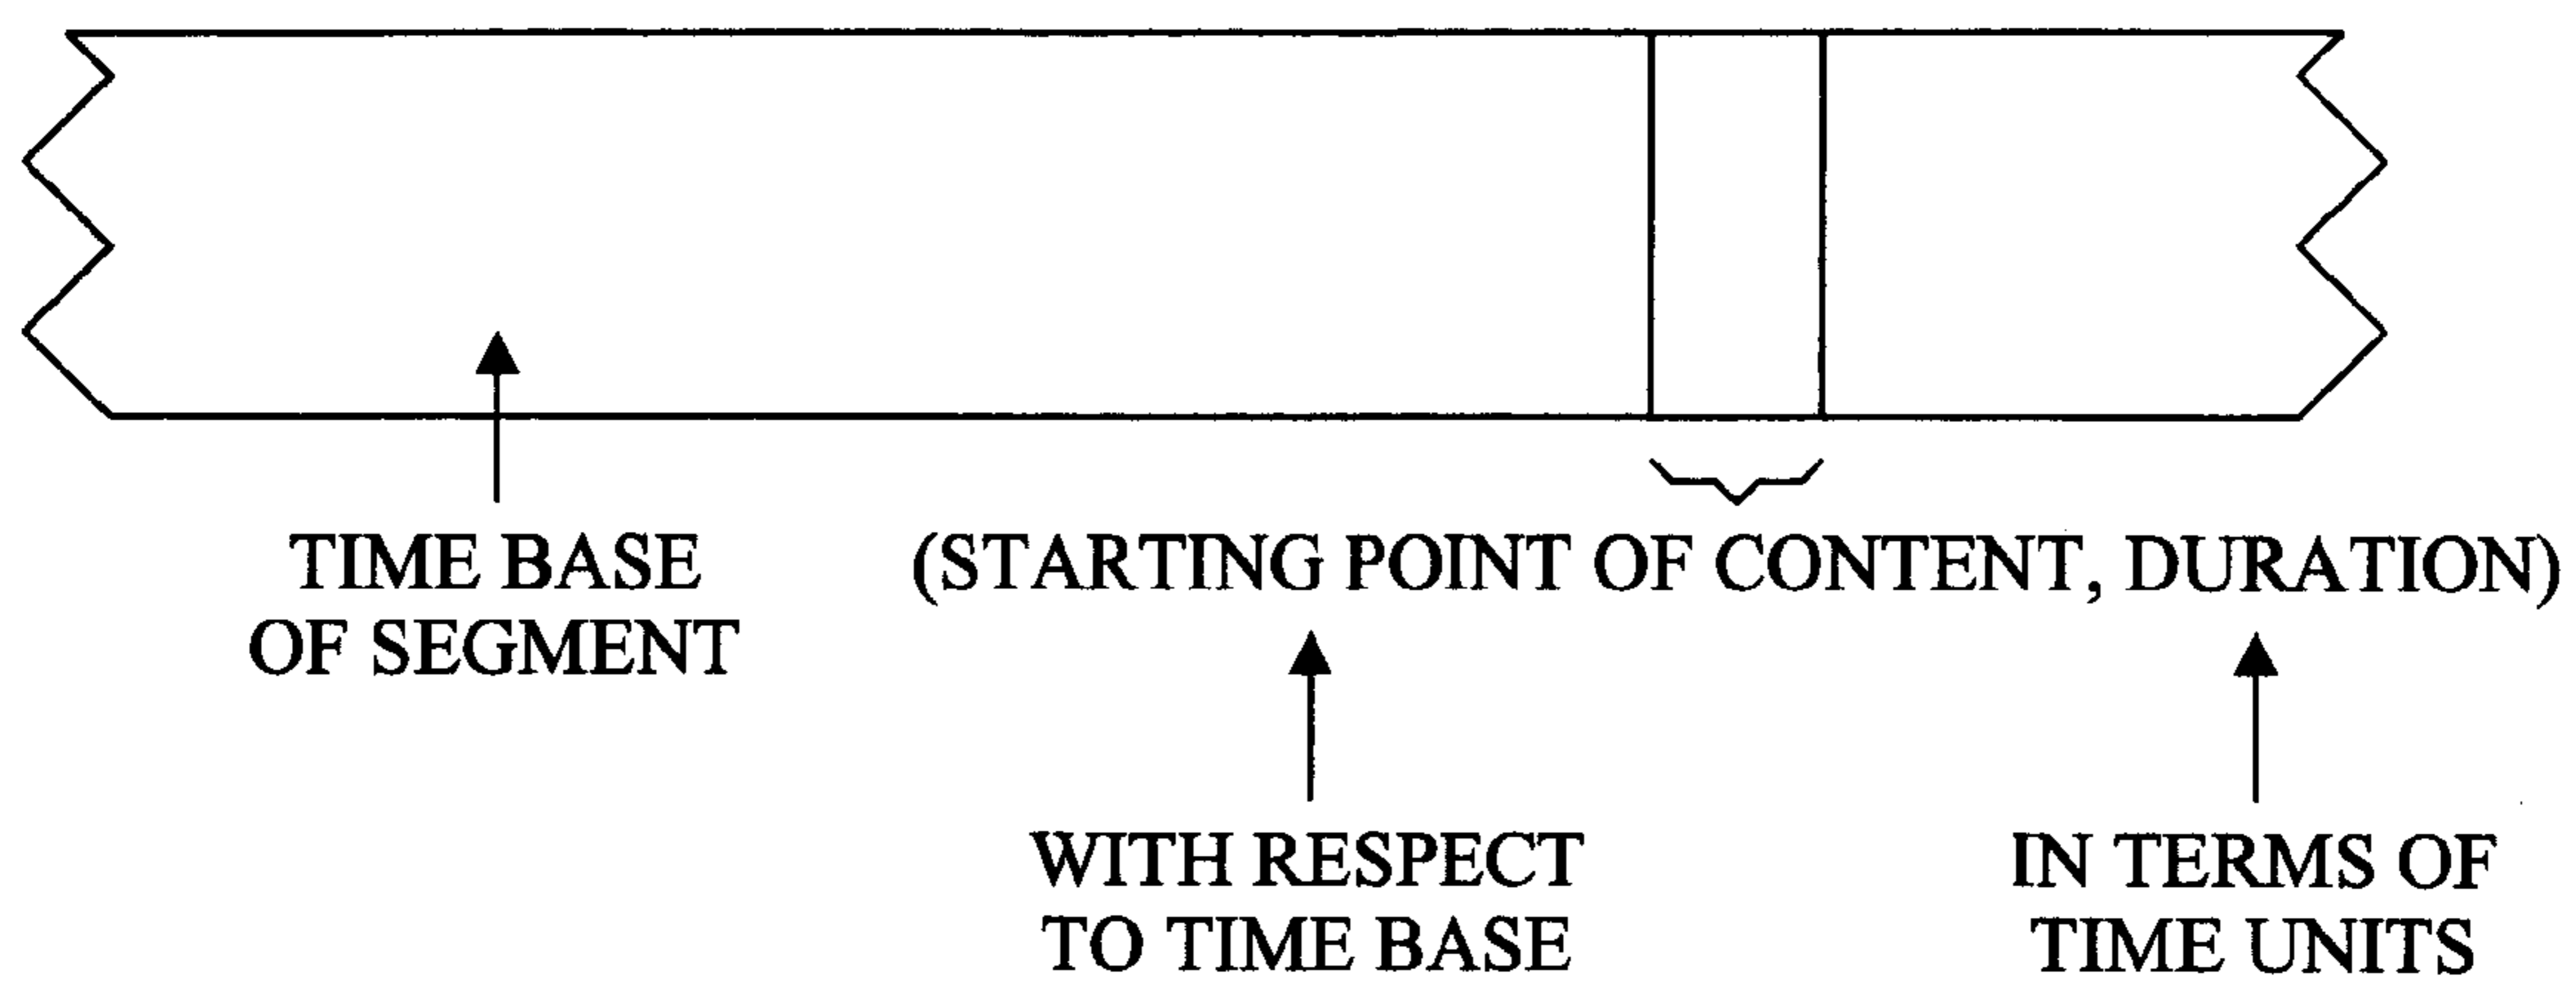 TIME BASE
OF SEGMENT
(STARTING POINT OF CONTENT, DURATION)
WITH RESPECT
TO TIME BASE
IN TERMS OF
TIME UNITS